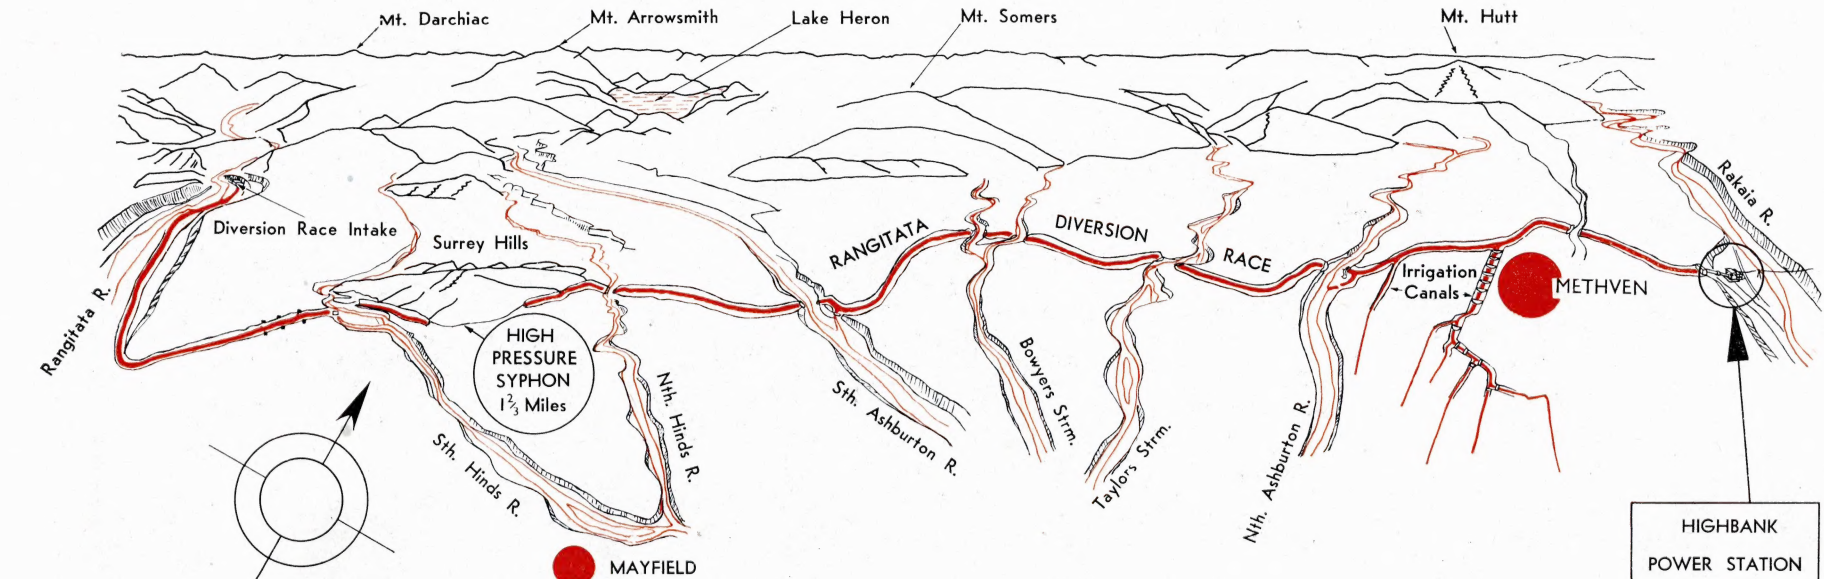 Mt. Darchiac
Mt. Arrowsmith
Lake Heron
Mt. Somers
Mt. Hutt
Rakaia R.
Diversion Race Intake
Surrey Hills
RANGITATA
DIVERSION
RACE
Irrigation
Canals
METHVEN
Rangitata R.
HIGH
PRESSURE
SYPHON
1 2/3 Miles
Nth. Hinds R.
Sth. Hinds R.
Sth. Ashburton R.
Bowyers Strm.
Taylors Strm.
Nth. Ashburton R.
HIGHBANK
POWER STATION
MAYFIELD